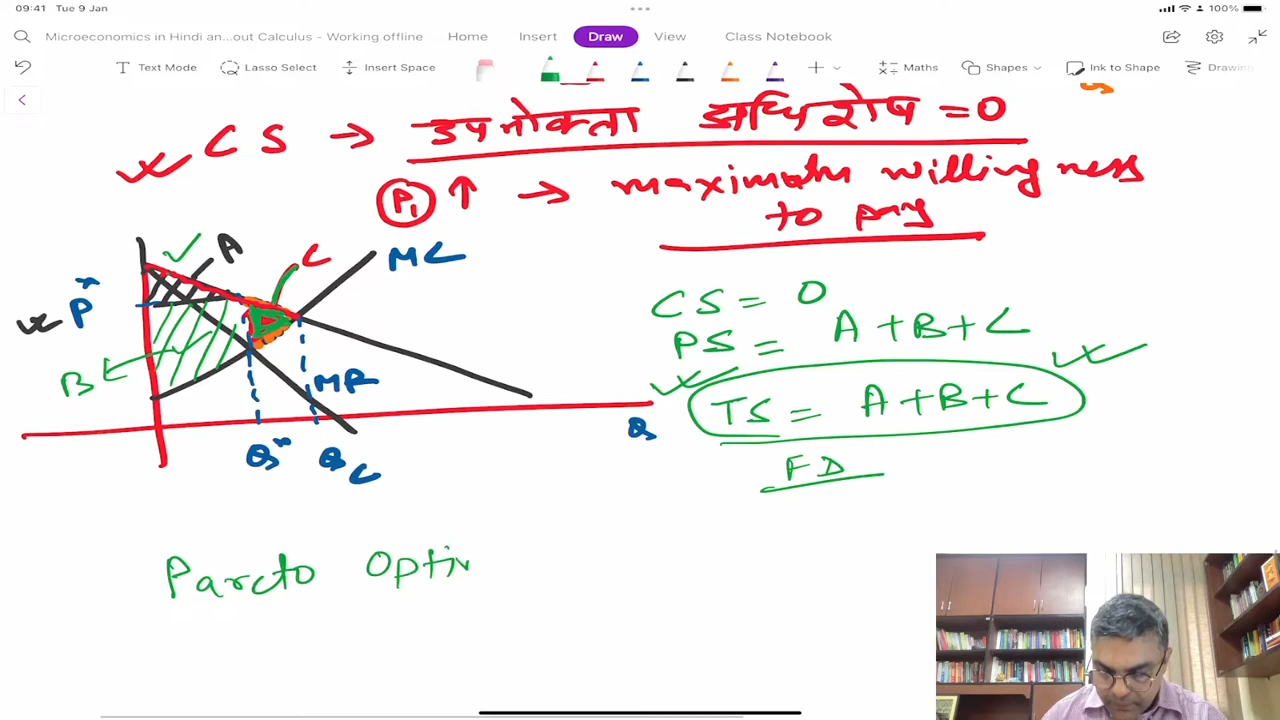 09:41 Tue 9 Jan
100%
Microeconomics in Hindi an...out Calculus - Working offline
Home
Insert
Draw
View
Class Notebook
Text Mode
Lasso Select
Insert Space
Maths
Shapes
Ink to Shape
Drawing
CS → उपभोक्ता अधिशेष = 0
P₁ ↑ → maximum willingness
to pay
A
C
MC
P*
B
MR
Q
Q*
Qc
CS = 0
PS = A + B + C
TS = A + B + C
FD
Pareto Opti